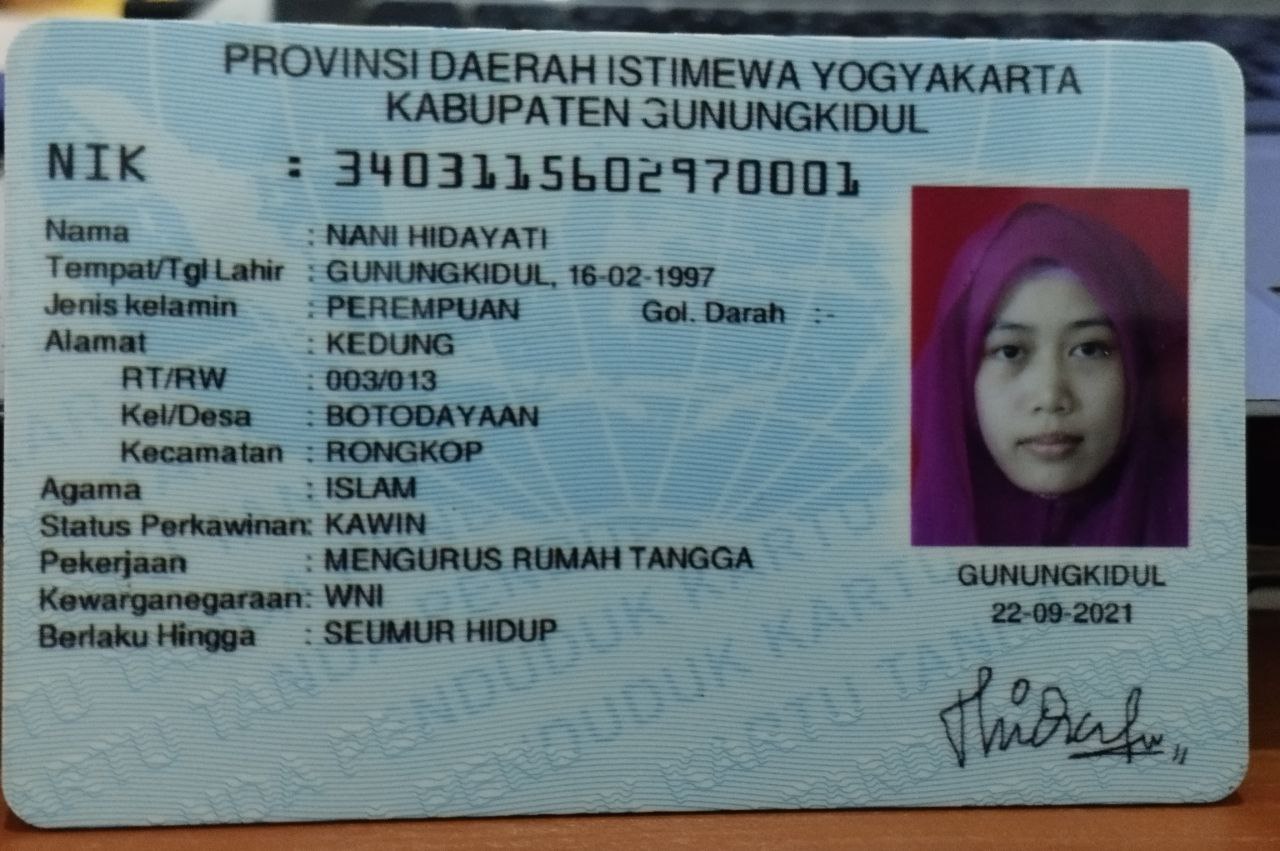 PROVINSI DAERAH ISTIMEWA YOGYAKARTA
KABUPATEN GUNUNGKIDUL
NIK : 3403115602970001
Nama : NANI HIDAYATI
Tempat/Tgl Lahir : GUNUNGKIDUL, 16-02-1997
Jenis kelamin : PEREMPUAN Gol. Darah :-
Alamat : KEDUNG
RT/RW : 003/013
Kel/Desa : BOTODAYAAN
Kecamatan : RONGKOP
Agama : ISLAM
Status Perkawinan: KAWIN
Pekerjaan : MENGURUS RUMAH TANGGA
Kewarganegaraan: WNI
Berlaku Hingga : SEUMUR HIDUP
GUNUNGKIDUL
22-09-2021